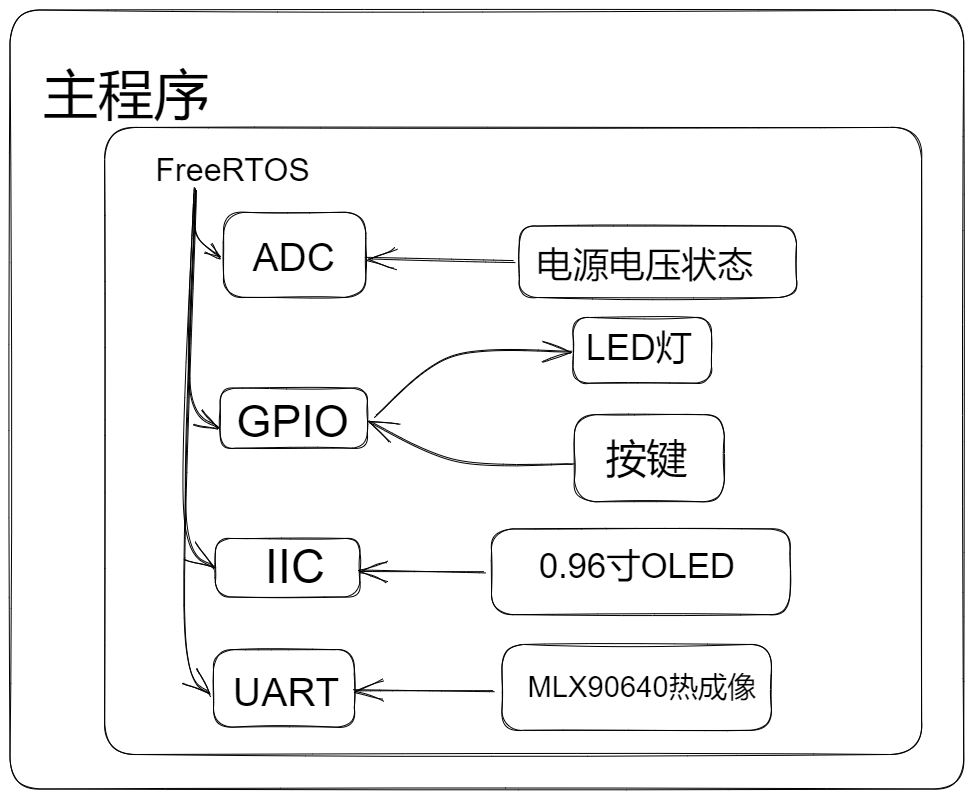 主程序
FreeRTOS
ADC
电源电压状态
LED灯
GPIO
按键
IIC
0.96寸OLED
UART
MLX90640热成像